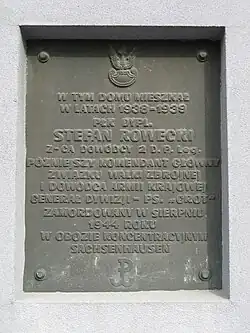 W TYM DOMU MIESZKAŁ
W LATACH 1938-1939
PŁK DYPL.
STEFAN ROWECKI
Z-CA DOWÓDCY 2 D.P. LEG.
PÓŹNIEJSZY KOMENDANT GŁÓWNY
ZWIĄZKU WALKI ZBROJNEJ
I DOWÓDCA ARMII KRAJOWEJ
GENERAŁ DYWIZJI - PS. „GROT"
ZAMORDOWANY W SIERPNIU
1944 ROKU
W OBOZIE KONCENTRACYJNYM
SACHSENHAUSEN